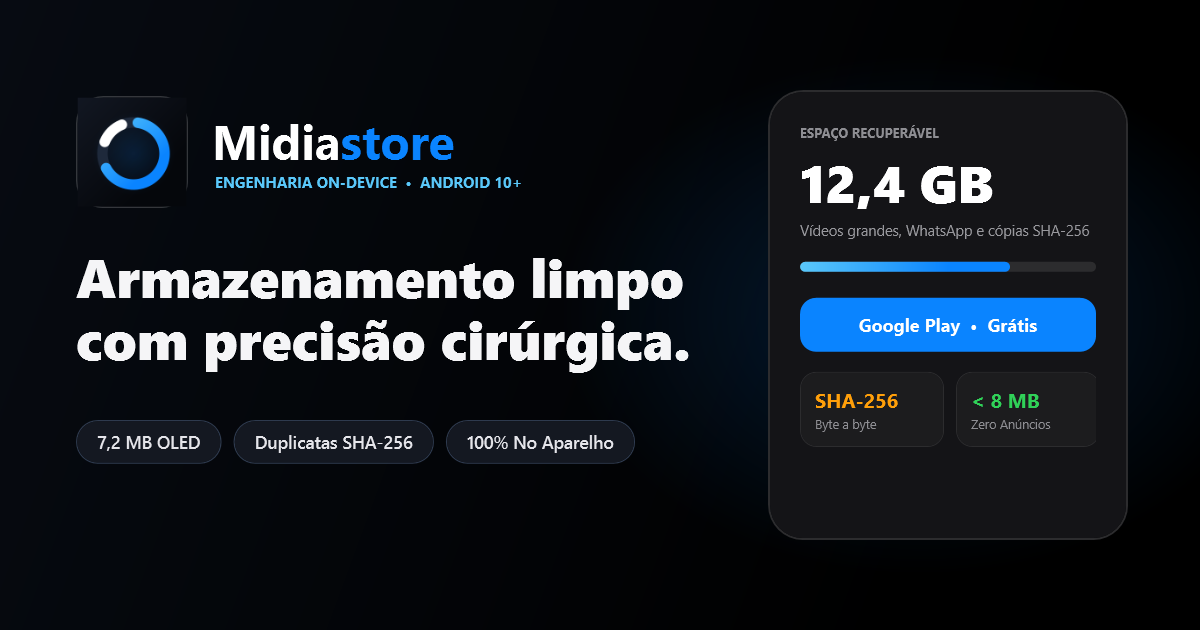 Midiastore
ENGENHARIA ON-DEVICE • ANDROID 10+
Armazenamento limpo
com precisão cirúrgica.
7,2 MB OLED
Duplicatas SHA-256
100% No Aparelho
ESPAÇO RECUPERÁVEL
12,4 GB
Vídeos grandes, WhatsApp e cópias SHA-256
Google Play • Grátis
SHA-256
Byte a byte
< 8 MB
Zero Anúncios